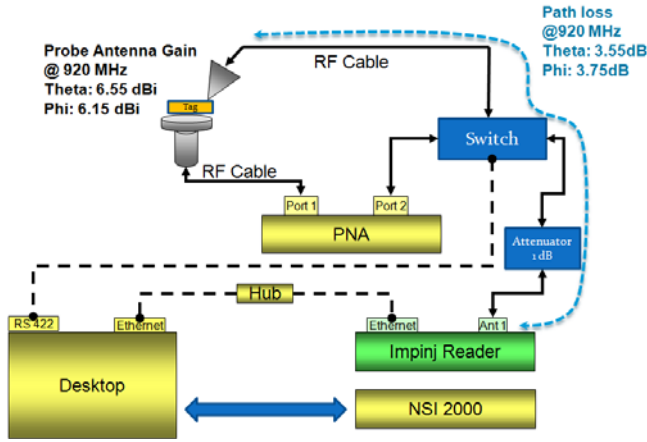 Path loss
@920 MHz
Theta: 3.55dB
Phi: 3.75dB
Probe Antenna Gain
@ 920 MHz
Theta: 6.55 dBi
Phi: 6.15 dBi
RF Cable
Tag
Switch
RF Cable
Port 1
Port 2
PNA
Attenuator
1 dB
Hub
RS 422
Ethernet
Ethernet
Ant 1
Impinj Reader
Desktop
NSI 2000